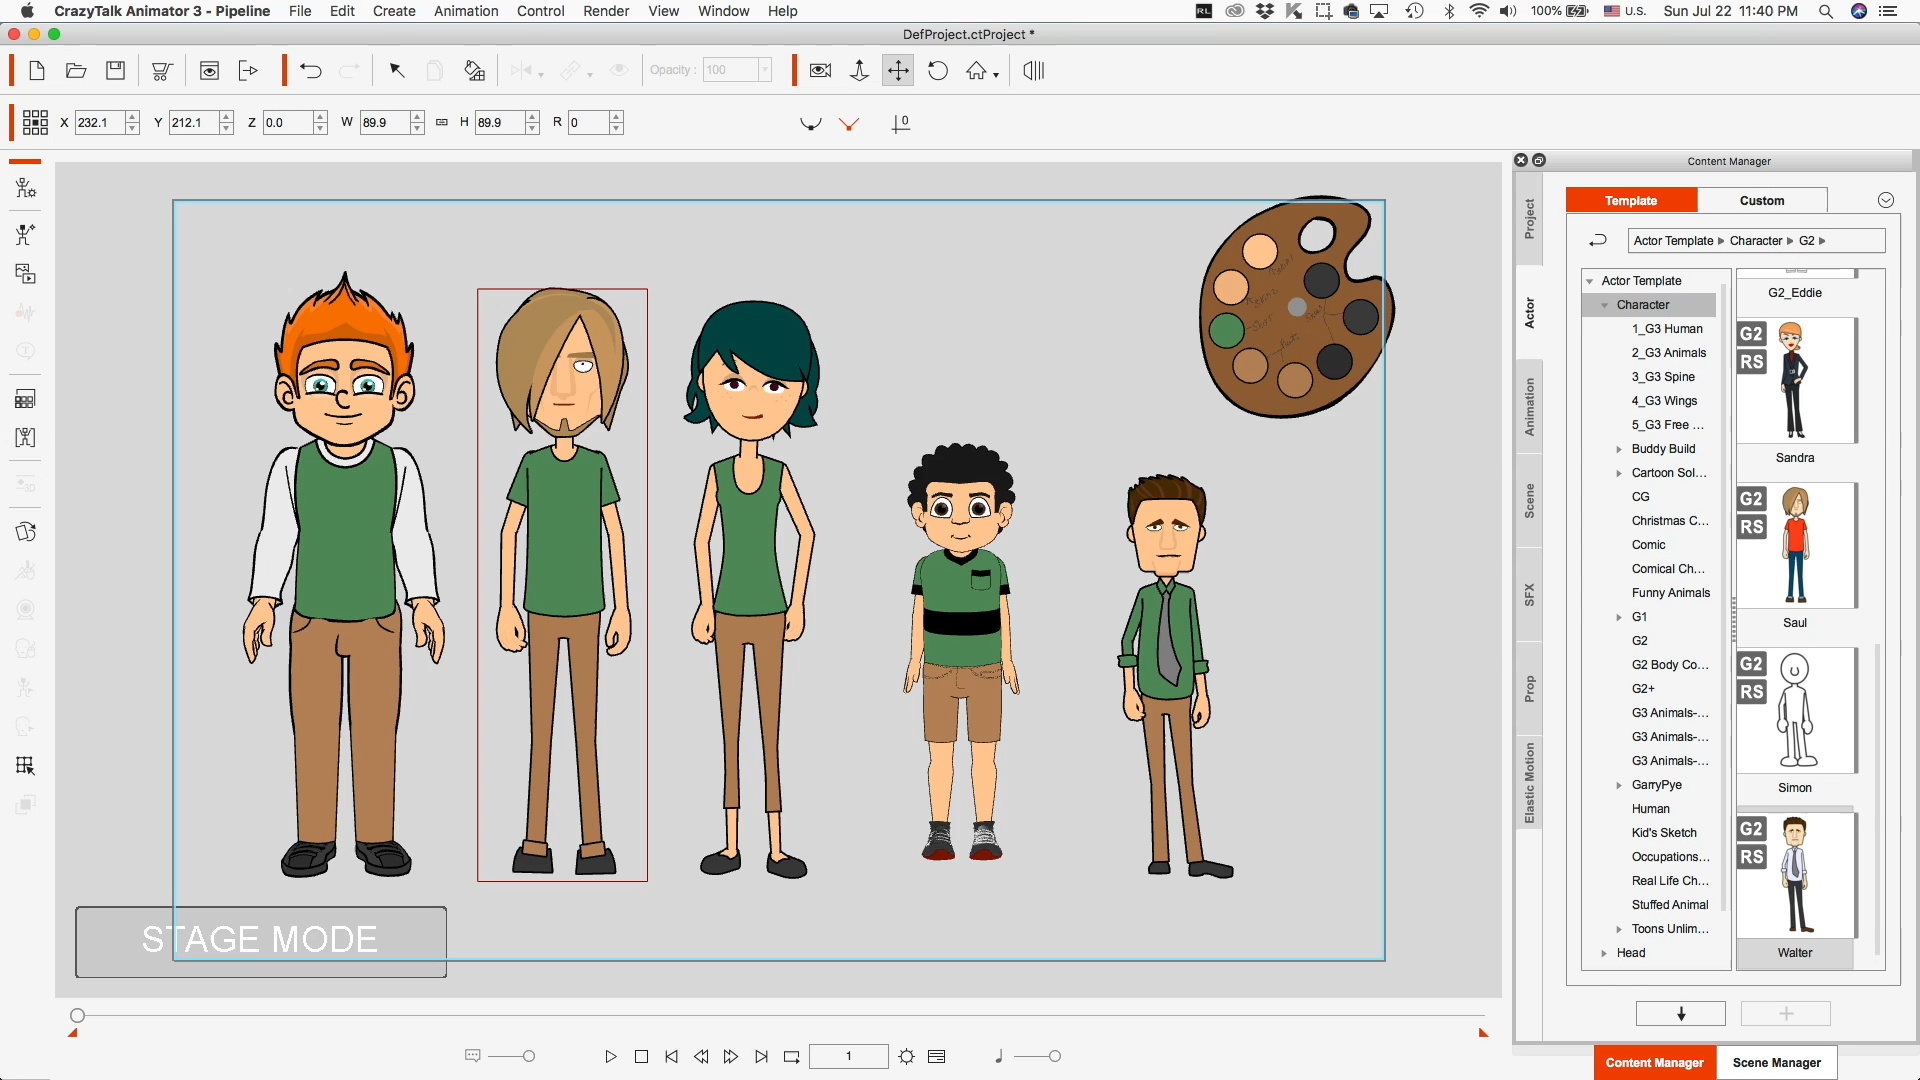 CrazyTalk Animator 3 - Pipeline File Edit Create Animation Control Render View Window Help 100% U.S. Sun Jul 22 11:40 PM
DefProject.ctProject *
Opacity : 100
X 232.1 Y 212.1 Z 0.0 W 89.9 H 89.9 R 0
0
Content Manager
Template Custom
Actor Template Character G2
Project
Actor
Animation
Scene
SFX
Prop
Elastic Motion
Actor Template
Character
1_G3 Human
2_G3 Animals
3_G3 Spine
4_G3 Wings
5_G3 Free ...
Buddy Build
Cartoon Sol...
CG
Christmas C...
Comic
Comical Ch...
Funny Animals
G1
G2
G2 Body Co...
G2+
G3 Animals-...
G3 Animals-...
G3 Animals-...
GarryPye
Human
Kid's Sketch
Occupations...
Real Life Ch...
Stuffed Animal
Toons Unlim...
Head
G2_Eddie
G2
RS
Sandra
G2
RS
Saul
G2
RS
Simon
G2
RS
Walter
STAGE MODE
1
Content Manager Scene Manager